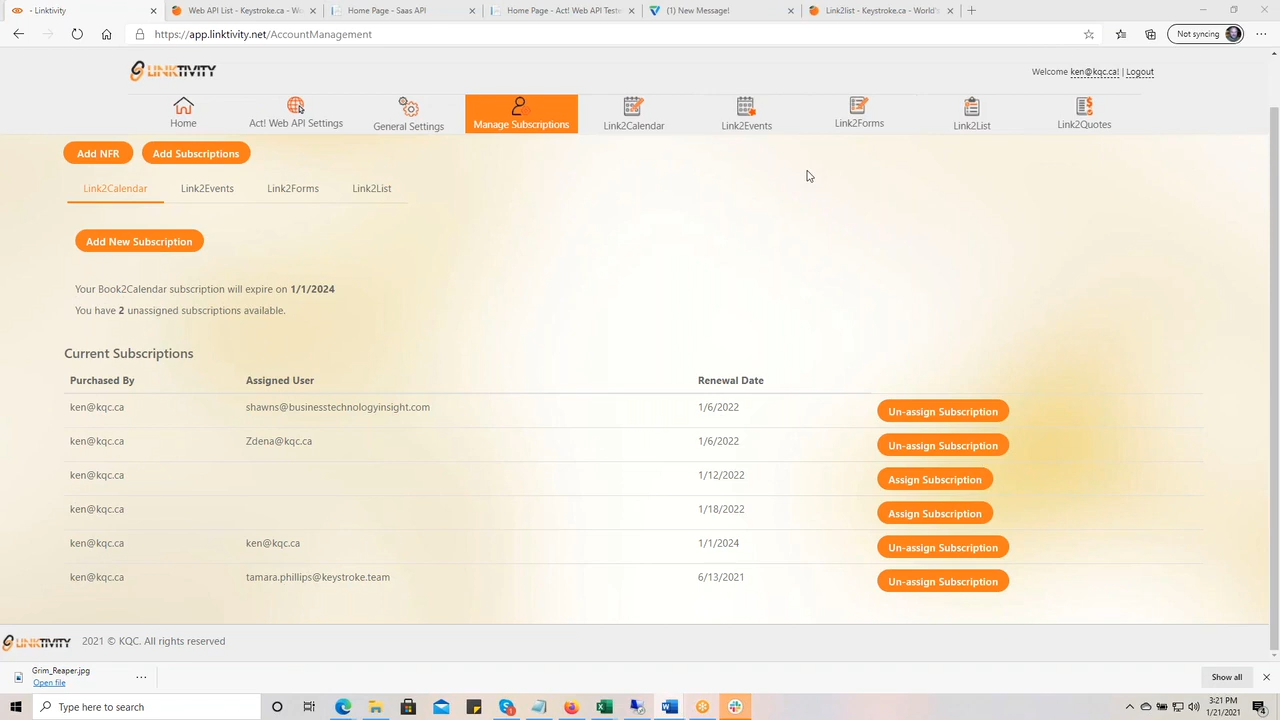 - Linktivity
Web API List - Keystroke.ca - Wo
Home Page - Saas API
Home Page - Act! Web API Tester
(1) New Message!
Link2list - Keystroke.ca - World's
https://app.linktivity.net/AccountManagement
Not syncing
LINKTIVITY
Welcome ken@kqc.ca! | Logout
Home
Act! Web API Settings
General Settings
Manage Subscriptions
Link2Calendar
Link2Events
Link2Forms
Link2List
Link2Quotes
Add NFR
Add Subscriptions
Link2Calendar
Link2Events
Link2Forms
Link2List
Add New Subscription
Your Book2Calendar subscription will expire on 1/1/2024
You have 2 unassigned subscriptions available.
Current Subscriptions
Purchased By
Assigned User
Renewal Date
ken@kqc.ca
shawns@businesstechnologyinsight.com
1/6/2022
Un-assign Subscription
ken@kqc.ca
Zdena@kqc.ca
1/6/2022
Un-assign Subscription
ken@kqc.ca
1/12/2022
Assign Subscription
ken@kqc.ca
1/18/2022
Assign Subscription
ken@kqc.ca
ken@kqc.ca
1/1/2024
Un-assign Subscription
ken@kqc.ca
tamara.phillips@keystroke.team
6/13/2021
Un-assign Subscription
LINKTIVITY
2021 © KQC. All rights reserved
Grim_Reaper.jpg
Open file
Show all
Type here to search
3:21 PM
1/21/2021